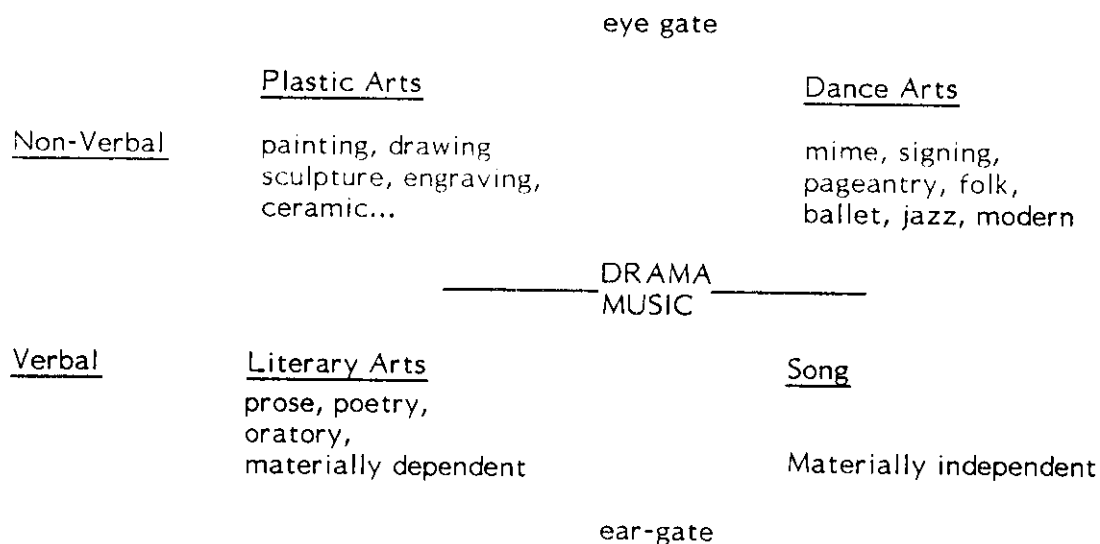 eye gate
Plastic Arts
Dance Arts
Non-Verbal
painting, drawing
sculpture, engraving,
ceramic...
mime, signing,
pageantry, folk,
ballet, jazz, modern
DRAMA
MUSIC
Verbal
Literary Arts
Song
prose, poetry,
oratory,
materially dependent
Materially independent
ear-gate